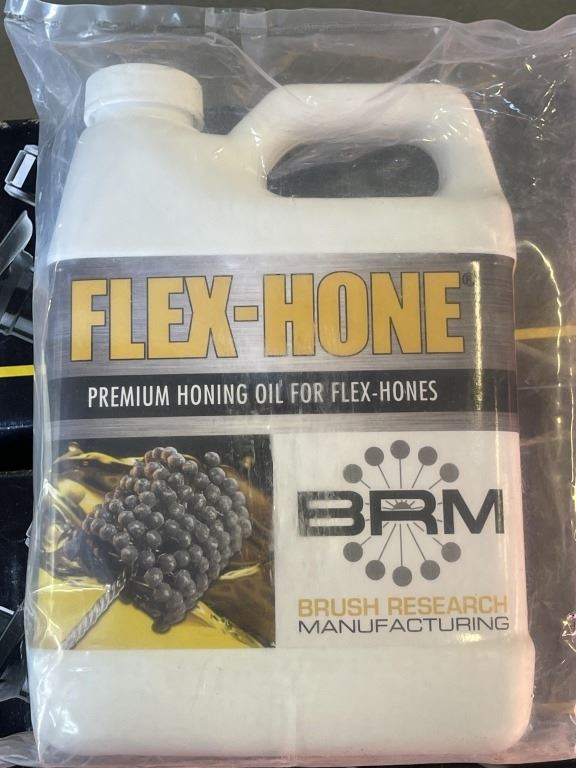 FLEX-HONE®
PREMIUM HONING OIL FOR FLEX-HONES
BRM
BRUSH RESEARCH
MANUFACTURING